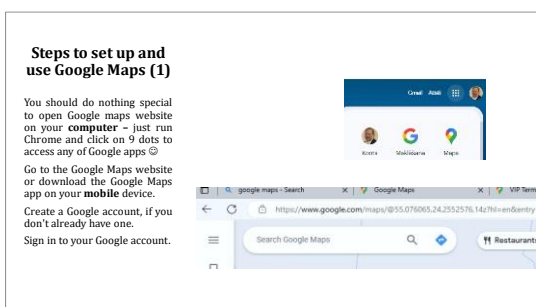 Steps to set up and
use Google Maps (1)
You should do nothing special
to open Google maps website
on your computer – just run
Chrome and click on 9 dots to
access any of Google apps ☺
Go to the Google Maps website
or download the Google Maps
app on your mobile device.
Create a Google account, if you
don't already have one.
Sign in to your Google account.
Gmail Attēli
Konts Meklēšana Maps
google maps - Search Google Maps VIP Term
https://www.google.com/maps/@55.076065,24.2552576,14z?hl=en&entry
Search Google Maps Restaurants